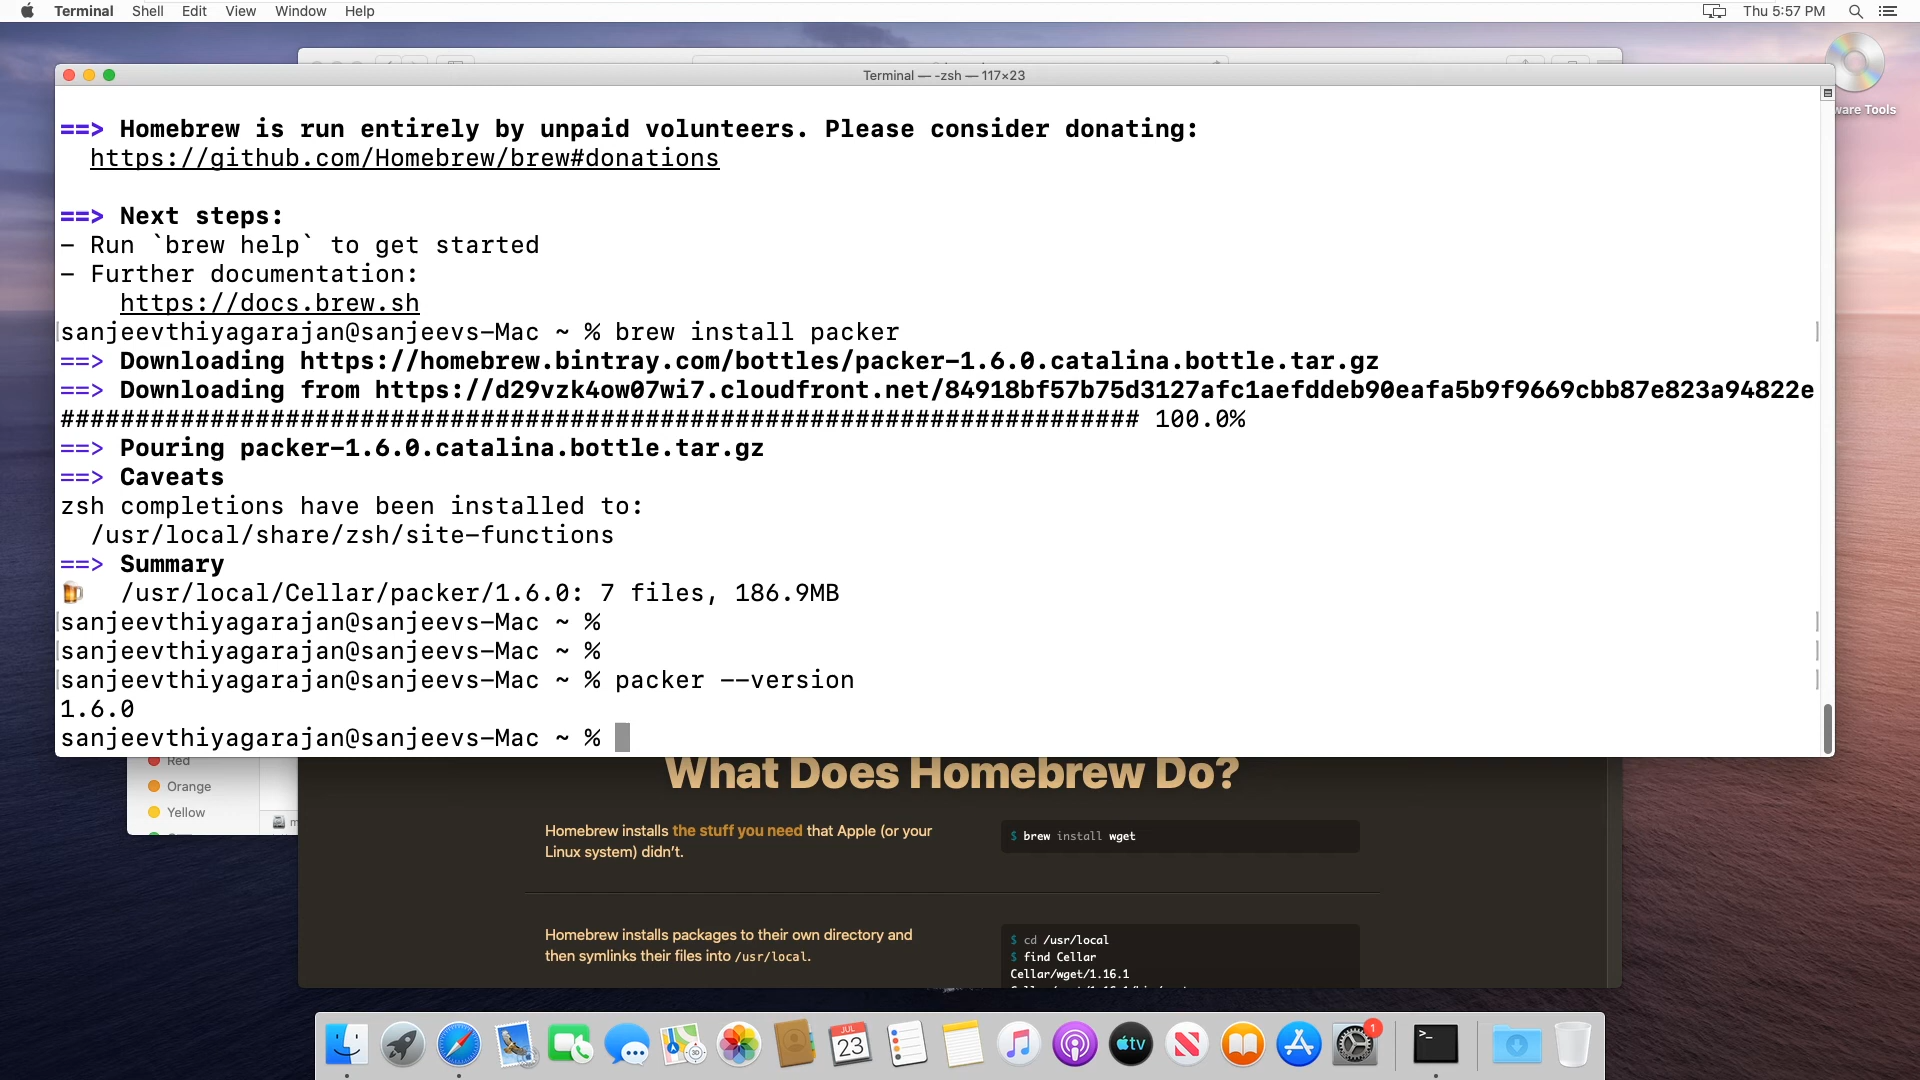 Terminal Shell Edit View Window Help
Thu 5:57 PM
Terminal — -zsh — 117×23
ware Tools
==> Homebrew is run entirely by unpaid volunteers. Please consider donating:
https://github.com/Homebrew/brew#donations
==> Next steps:
- Run `brew help` to get started
- Further documentation:
https://docs.brew.sh
sanjeevthiyagarajan@sanjeevs-Mac ~ % brew install packer
==> Downloading https://homebrew.bintray.com/bottles/packer-1.6.0.catalina.bottle.tar.gz
==> Downloading from https://d29vzk4ow07wi7.cloudfront.net/84918bf57b75d3127afc1aefddeb90eafa5b9f9669cbb87e823a94822e
######################################################################## 100.0%
==> Pouring packer-1.6.0.catalina.bottle.tar.gz
==> Caveats
zsh completions have been installed to:
/usr/local/share/zsh/site-functions
==> Summary
🍺 /usr/local/Cellar/packer/1.6.0: 7 files, 186.9MB
sanjeevthiyagarajan@sanjeevs-Mac ~ %
sanjeevthiyagarajan@sanjeevs-Mac ~ %
sanjeevthiyagarajan@sanjeevs-Mac ~ % packer --version
1.6.0
sanjeevthiyagarajan@sanjeevs-Mac ~ %
Red
Orange
Yellow
What Does Homebrew Do?
Homebrew installs the stuff you need that Apple (or your
Linux system) didn't.
$ brew install wget
Homebrew installs packages to their own directory and
then symlinks their files into /usr/local.
$ cd /usr/local
$ find Cellar
Cellar/wget/1.16.1
JUL
23
3D
tv
1
>_